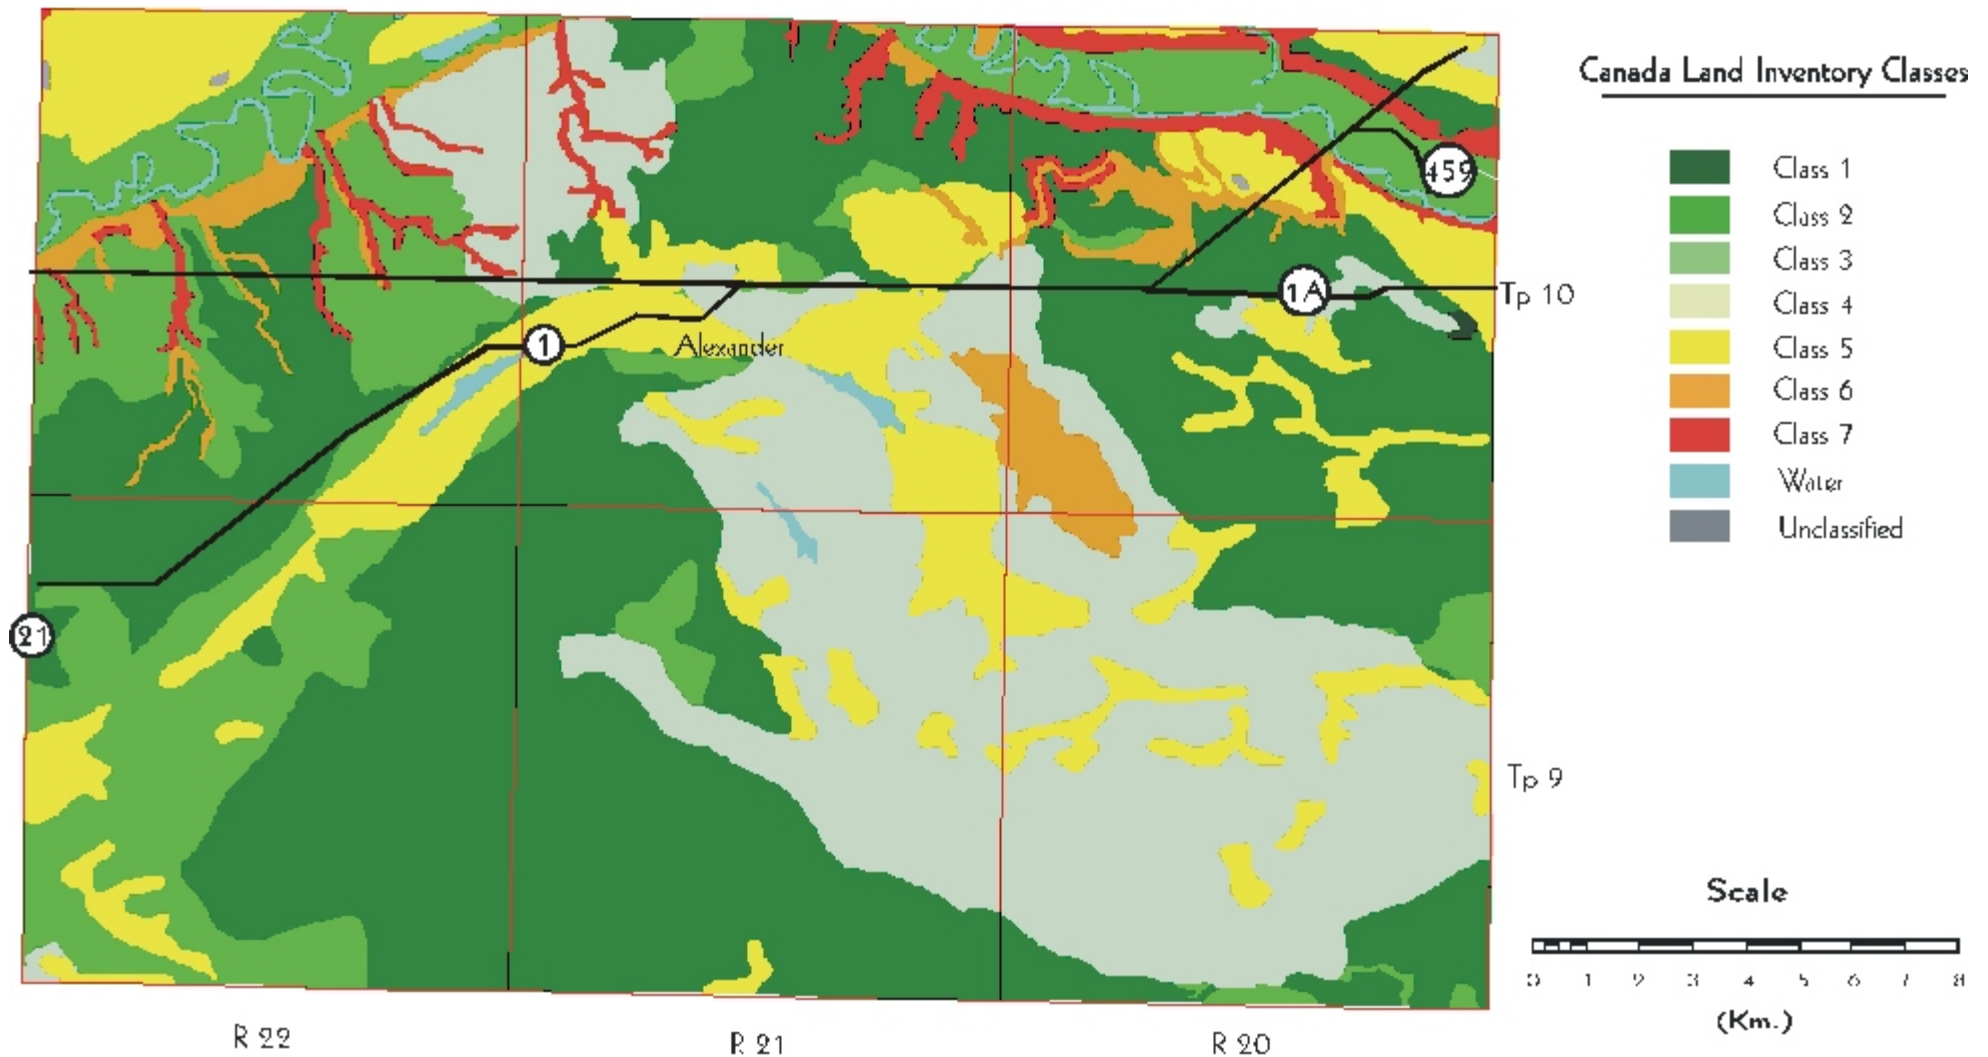 Canada Land Inventory Classes
Class 1
Class 2
Class 3
Class 4
Class 5
Class 6
Class 7
Water
Unclassified
459
1A
Tp 10
1
Alexander
21
Tp 9
Scale
0 1 2 3 4 5 6 7 8
(Km.)
R 22
R 21
R 20